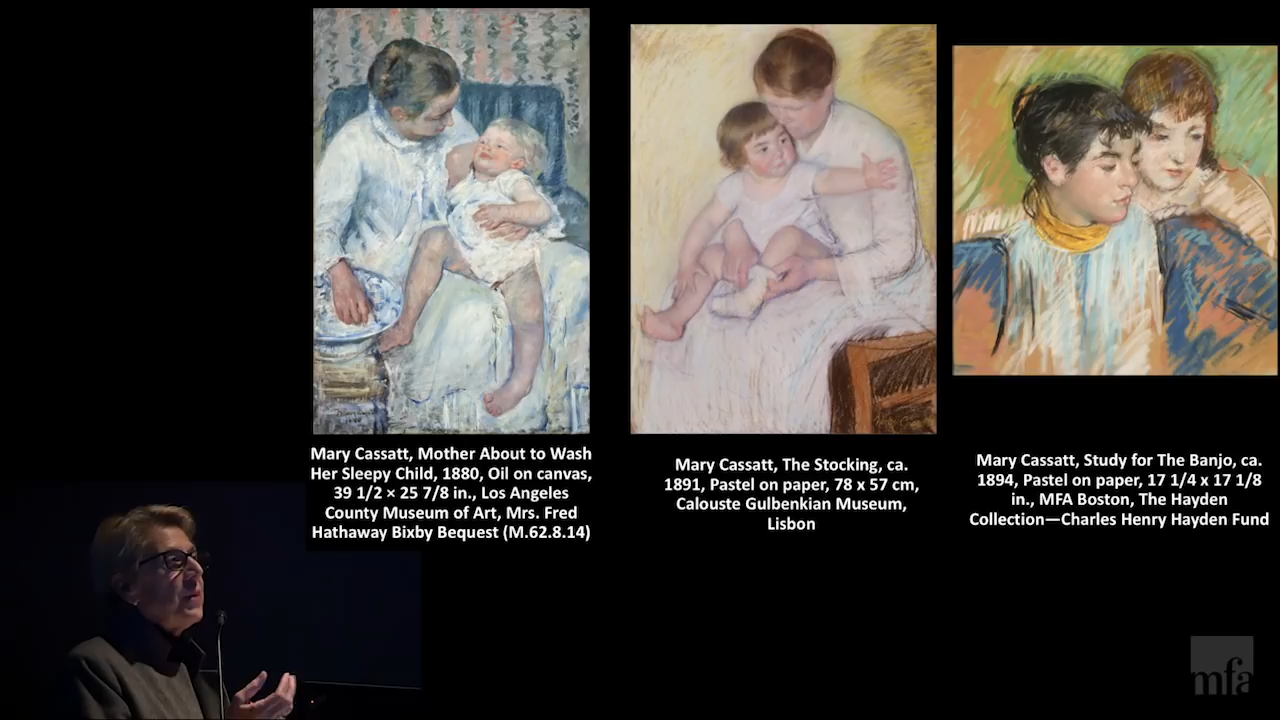 Mary Cassatt, Mother About to Wash
Her Sleepy Child, 1880, Oil on canvas,
39 1/2 × 25 7/8 in., Los Angeles
County Museum of Art, Mrs. Fred
Hathaway Bixby Bequest (M.62.8.14)
Mary Cassatt, The Stocking, ca.
1891, Pastel on paper, 78 x 57 cm,
Calouste Gulbenkian Museum,
Lisbon
Mary Cassatt, Study for The Banjo, ca.
1894, Pastel on paper, 17 1/4 x 17 1/8
in., MFA Boston, The Hayden
Collection—Charles Henry Hayden Fund
mfa